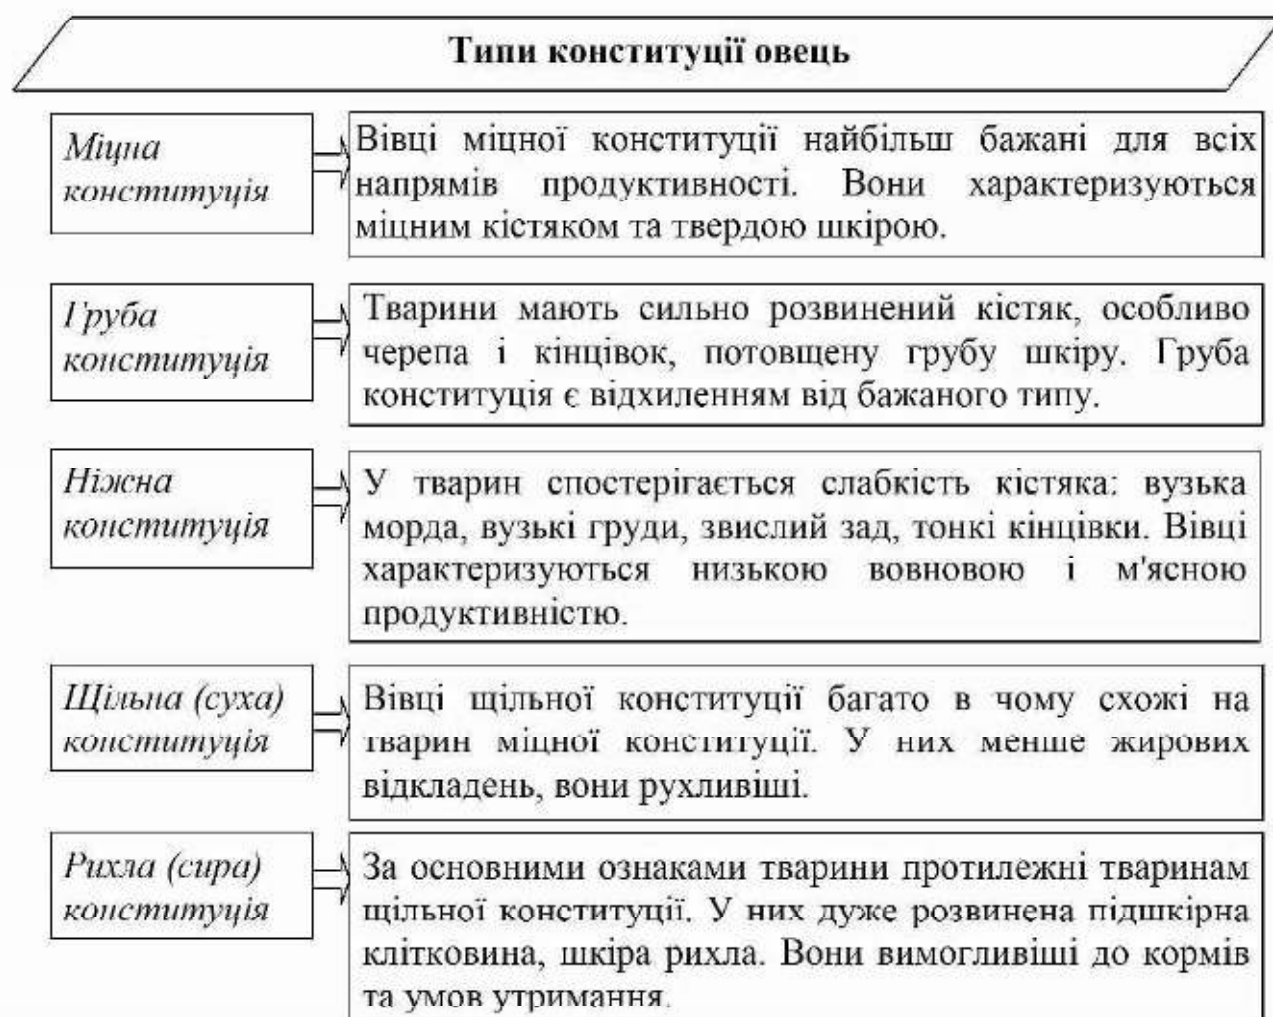 Типи конституції овець
Міцна
конституція
Вівці міцної конституції найбільш бажані для всіх
напрямів продуктивності. Вони характеризуються
міцним кістяком та твердою шкірою.
Груба
конституція
Тварини мають сильно розвинений кістяк, особливо
черепа і кінцівок, потовщену грубу шкіру. Груба
конституція є відхиленням від бажаного типу.
Ніжна
конституція
У тварин спостерігається слабкість кістяка: вузька
морда, вузькі груди, звислий зад, тонкі кінцівки. Вівці
характеризуються низькою вовновою і м'ясною
продуктивністю.
Щільна (суха)
конституція
Вівці щільної конституції багато в чому схожі на
тварин міцної конституції. У них менше жирових
відкладень, вони рухливіші.
Рихла (сира)
конституція
За основними ознаками тварини протилежні тваринам
щільної конституції. У них дуже розвинена підшкірна
клітковина, шкіра рихла. Вони вимогливіші до кормів
та умов утримання.